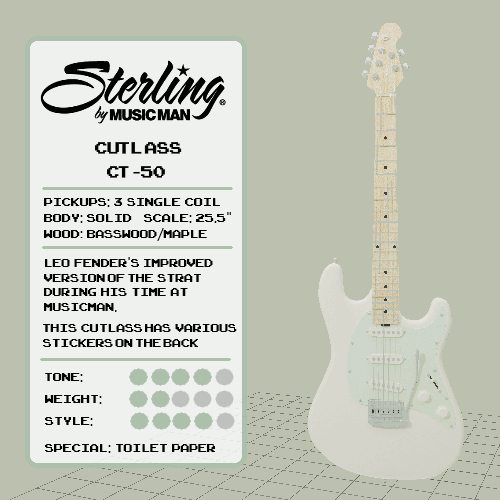 Sterling®
by MUSIC MAN
CUTLASS
CT-50
PICKUPS: 3 SINGLE COIL
BODY: SOLID SCALE: 25,5"
WOOD: BASSWOOD/MAPLE
LEO FENDER'S IMPROVED
VERSION OF THE STRAT
DURING HIS TIME AT
MUSICMAN.
THIS CUTLASS HAS VARIOUS
STICKERS ON THE BACK
TONE:
WEIGHT:
STYLE:
SPECIAL: TOILET PAPER